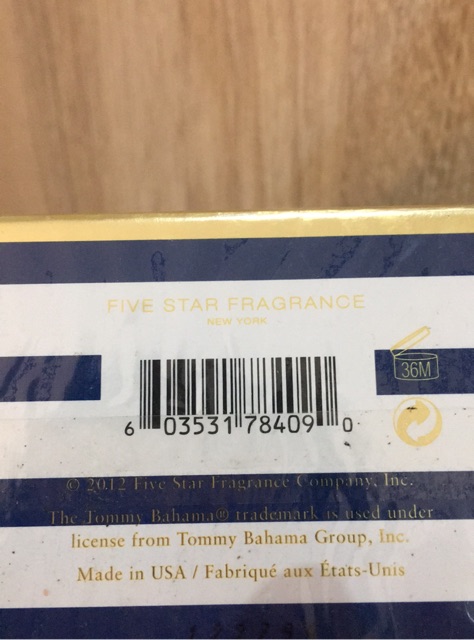 FIVE STAR FRAGRANCE
NEW YORK
36M
6 03531 78409 0
© 2012 Five Star Fragrance Company, Inc.
The Tommy Bahama® trademark is used under
license from Tommy Bahama Group, Inc.
Made in USA / Fabriqué aux États-Unis